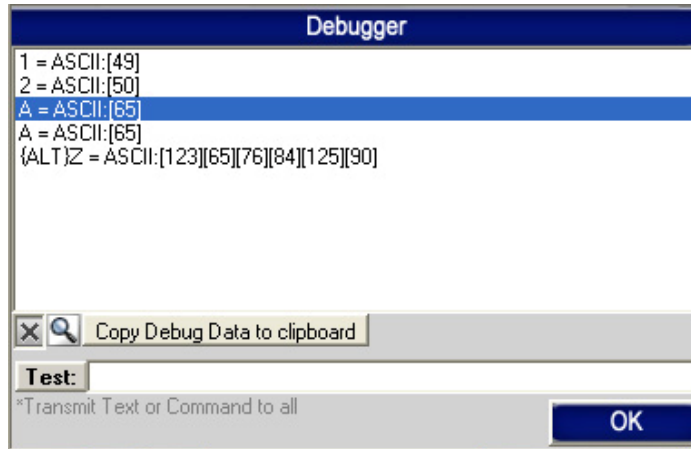 Debugger
1 = ASCII:[49]
2 = ASCII:[50]
A = ASCII:[65]
A = ASCII:[65]
{ALT}Z = ASCII:[123][65][76][84][125][90]
Copy Debug Data to clipboard
Test:
*Transmit Text or Command to all
OK